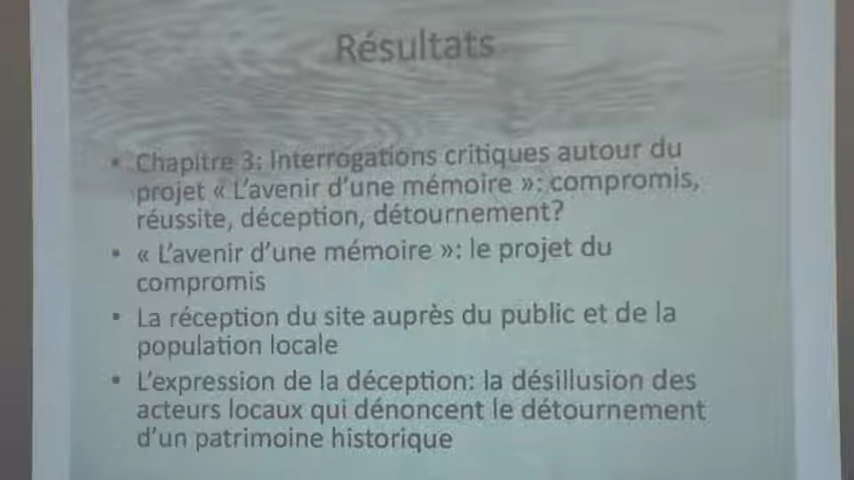 Résultats
• Chapitre 3: Interrogations critiques autour du
projet « L'avenir d'une mémoire »: compromis,
réussite, déception, détournement?
• « L'avenir d'une mémoire »: le projet du
compromis
• La réception du site auprès du public et de la
population locale
• L'expression de la déception: la désillusion des
acteurs locaux qui dénoncent le détournement
d'un patrimoine historique